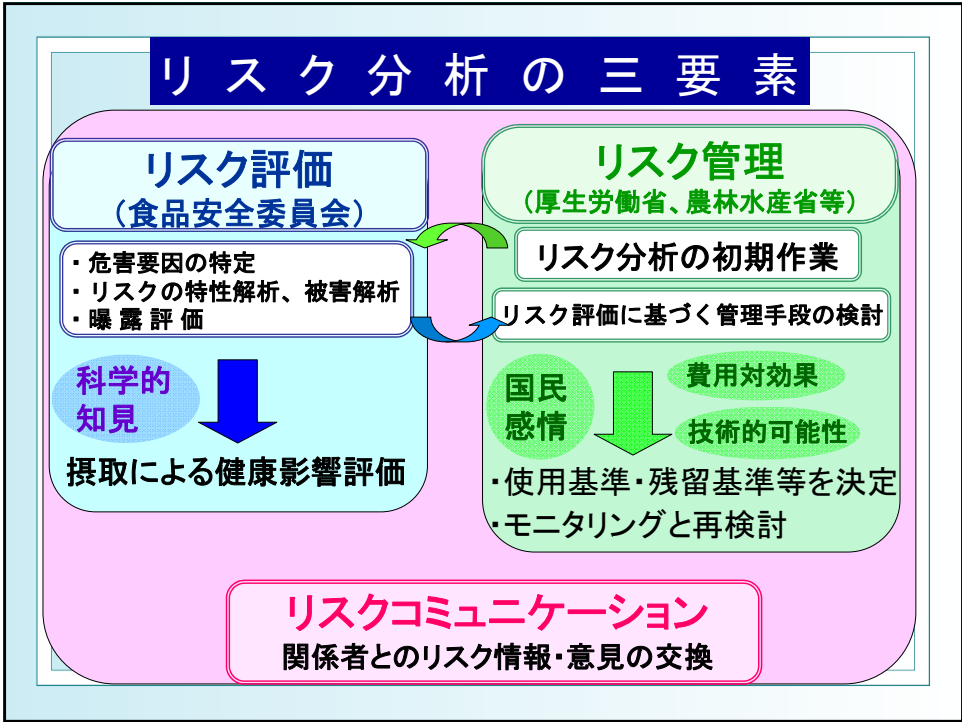 リスク分析の三要素
リスク評価
（食品安全委員会）
・危害要因の特定
・リスクの特性解析、被害解析
・曝露評価
科学的
知見
摂取による健康影響評価
リスク管理
（厚生労働省、農林水産省等）
リスク分析の初期作業
リスク評価に基づく管理手段の検討
国民
感情
費用対効果
技術的可能性
・使用基準・残留基準等を決定
・モニタリングと再検討
リスクコミュニケーション
関係者とのリスク情報・意見の交換